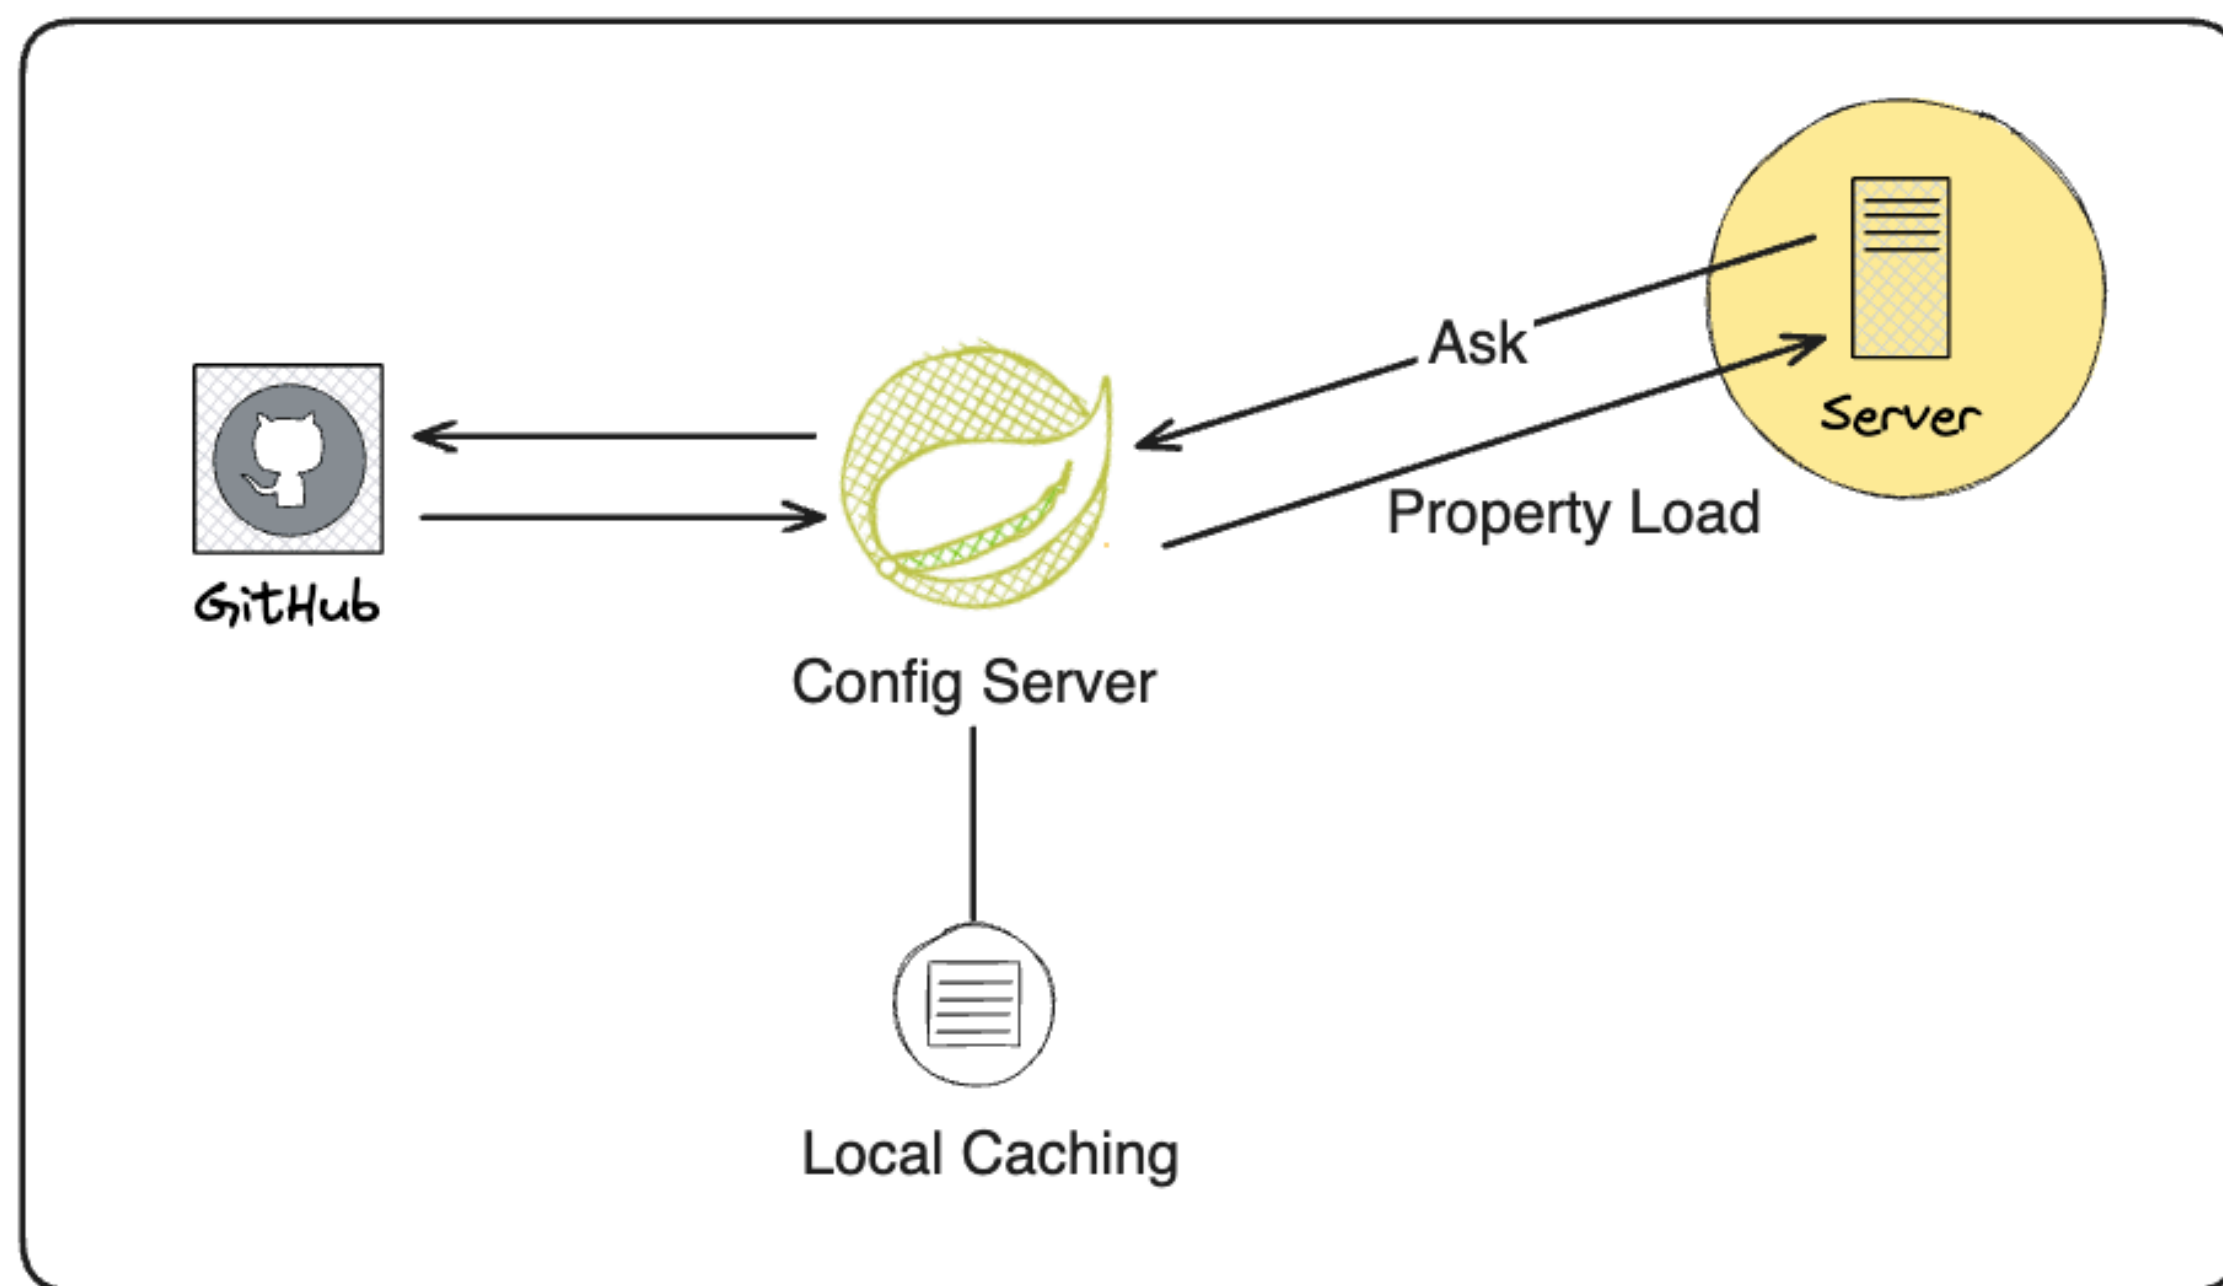 Ask
Server
Property Load
GitHub
Config Server
Local Caching